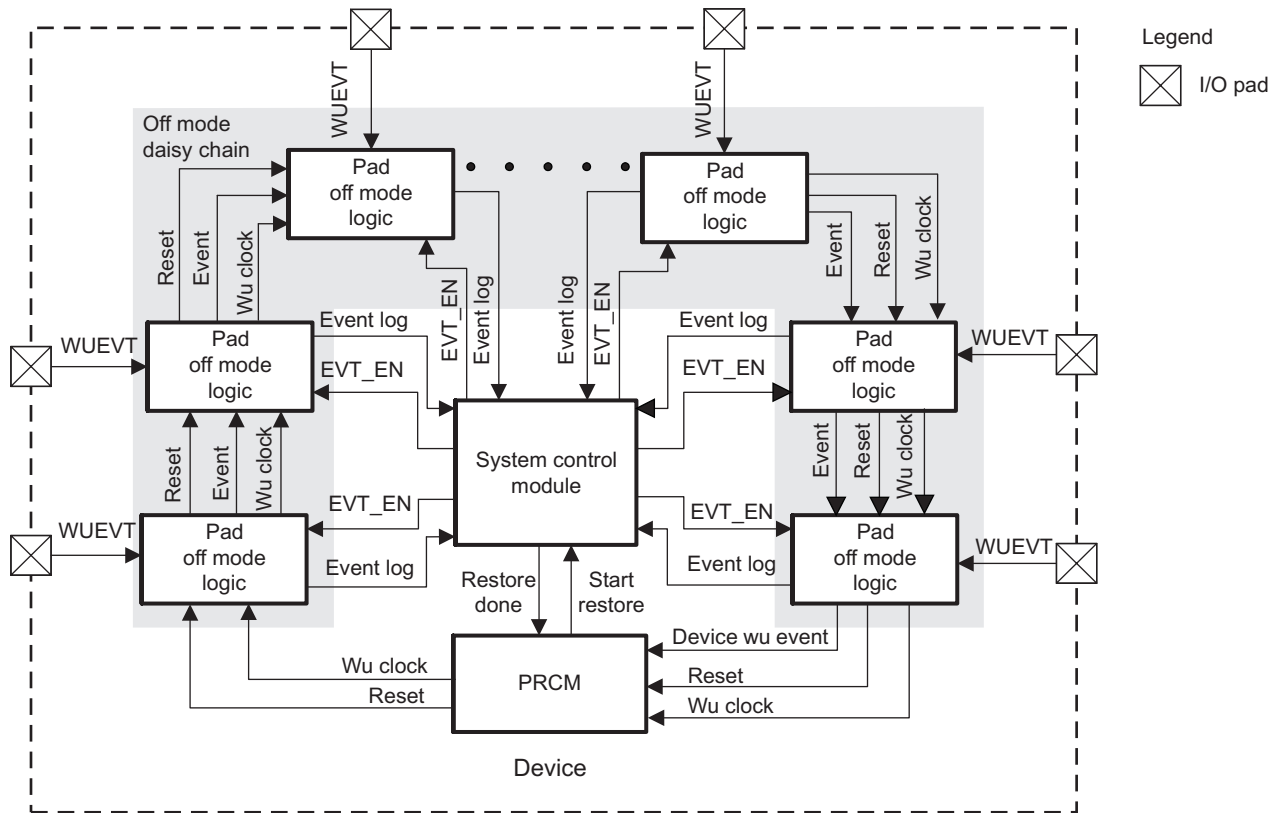 Legend
I/O pad
WUEVT
WUEVT
Off mode
daisy chain
Pad
off mode
logic
Pad
off mode
logic
Reset
Event
Wu clock
EVT_EN
Event log
Event log
EVT_EN
Event
Reset
Wu clock
WUEVT
Pad
off mode
logic
Event log
EVT_EN
Event log
EVT_EN
Pad
off mode
logic
WUEVT
Reset
Event
Wu clock
System control
module
Event
Reset
Wu clock
WUEVT
Pad
off mode
logic
EVT_EN
Event log
EVT_EN
Event log
Pad
off mode
logic
WUEVT
Restore
done
Start
restore
Wu clock
Reset
PRCM
Device wu event
Reset
Wu clock
Device